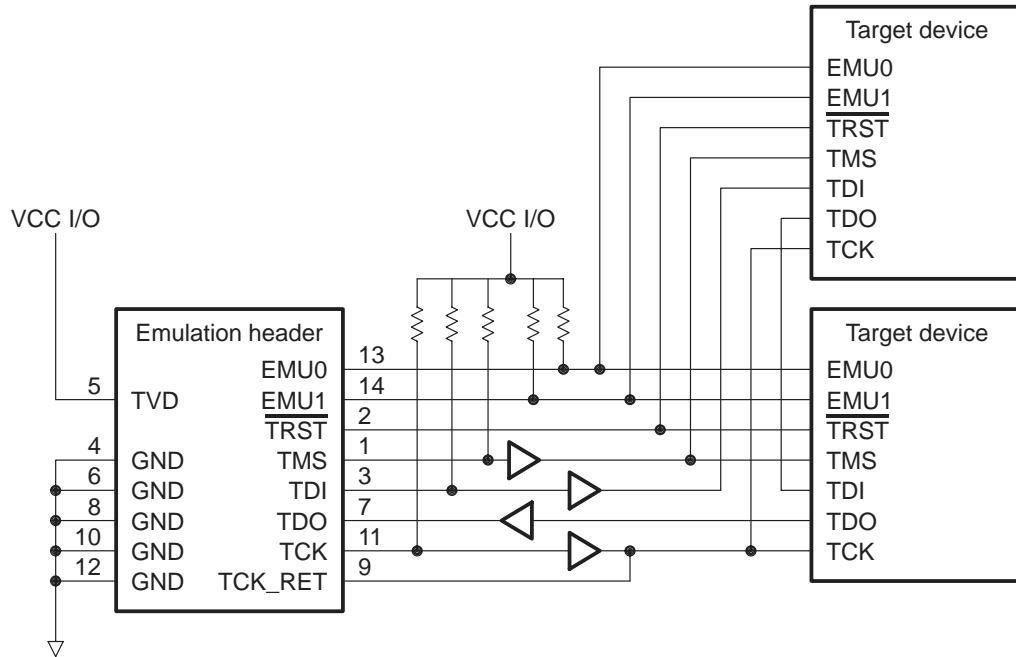 Target device
EMU0
EMU1
TRST
TMS
TDI
TDO
TCK
VCC I/O
VCC I/O
Emulation header
Target device
13
EMU0
EMU0
5
TVD
14
EMU1
EMU1
2
TRST
TRST
4
GND
1
TMS
TMS
6
GND
3
TDI
TDI
8
GND
7
TDO
TDO
10
GND
11
TCK
TCK
12
GND
9
TCK_RET